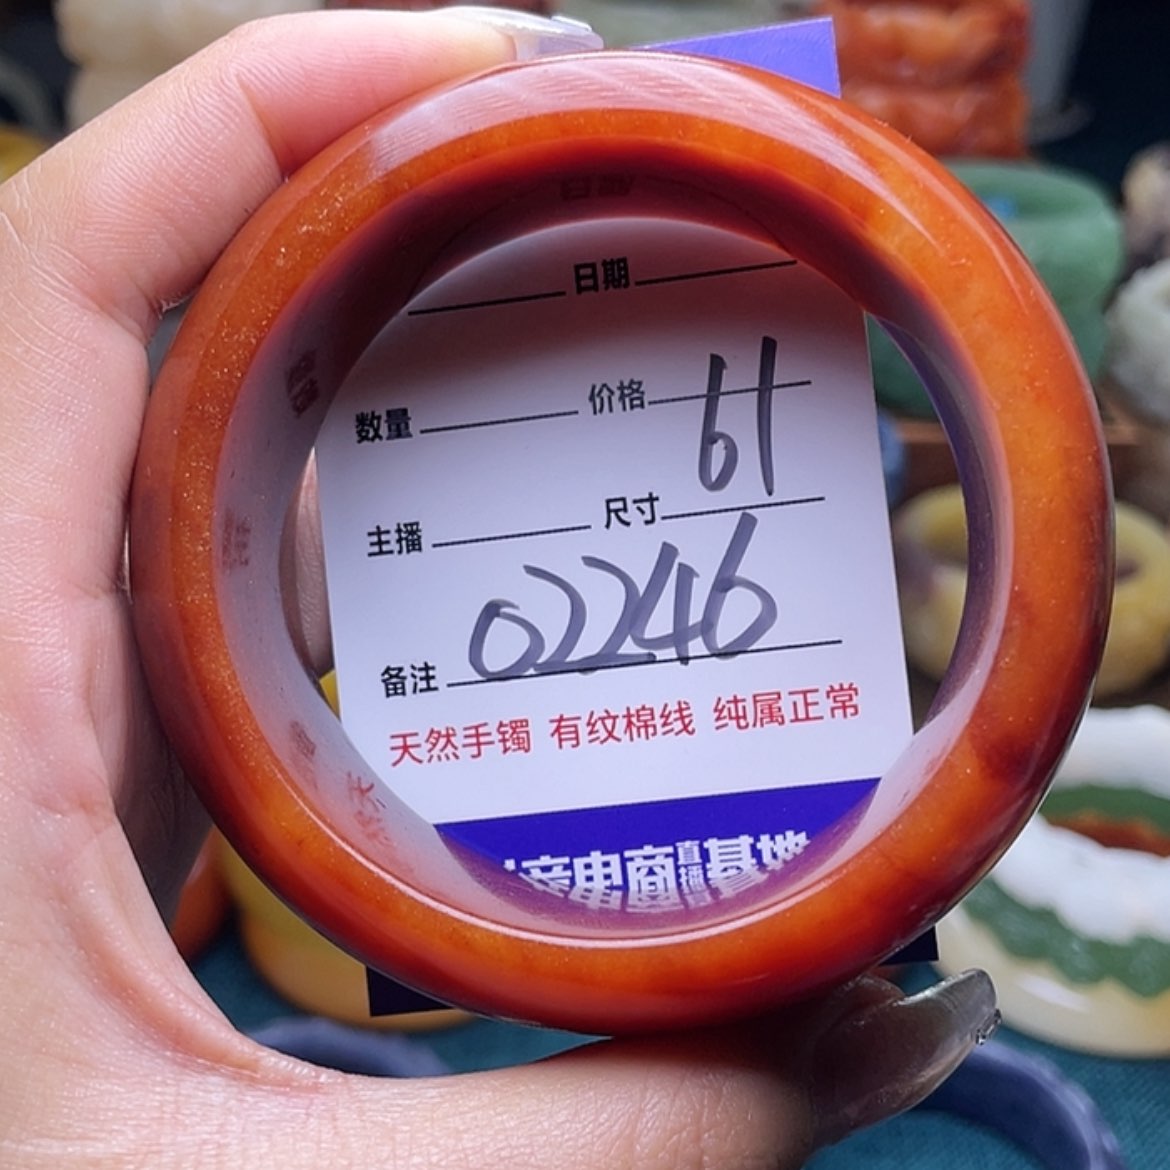 日期
数量 价格 61
主播 尺寸
备注 02246
天然手镯 有纹棉线 纯属正常
电商直播基地